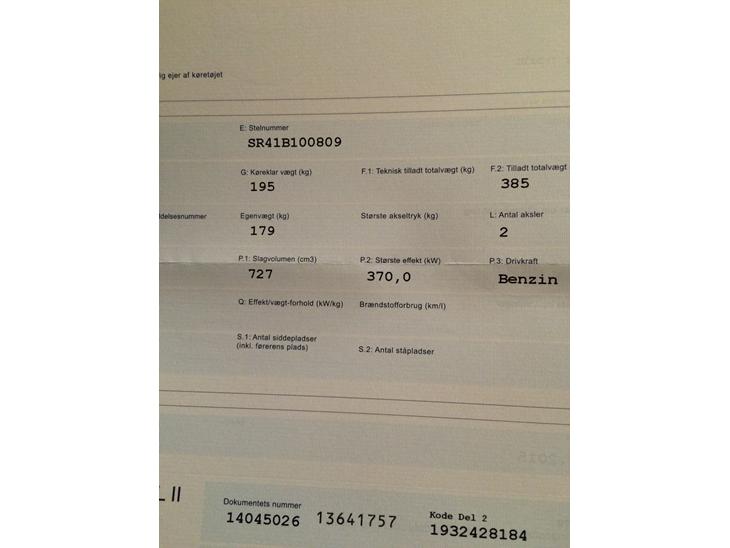 ig ejer af køretøjet
E: Stelnummer
SR41B100809
G: Køreklar vægt (kg) F.1: Teknisk tilladt totalvægt (kg) F.2: Tilladt totalvægt
195 385
ldelsesnummer Egenvægt (kg) Største akseltryk (kg) L: Antal aksler
179 2
P.1: Slagvolumen (cm3) P.2: Største effekt (kW) P.3: Drivkraft
727 370,0 Benzin
Q: Effekt/vægt-forhold (kW/kg) Brændstofforbrug (km/l)
S.1: Antal siddepladser
(inkl. førerens plads) S.2: Antal ståpladser
II
Dokumentets nummer Kode Del 2
14045026 13641757 1932428184